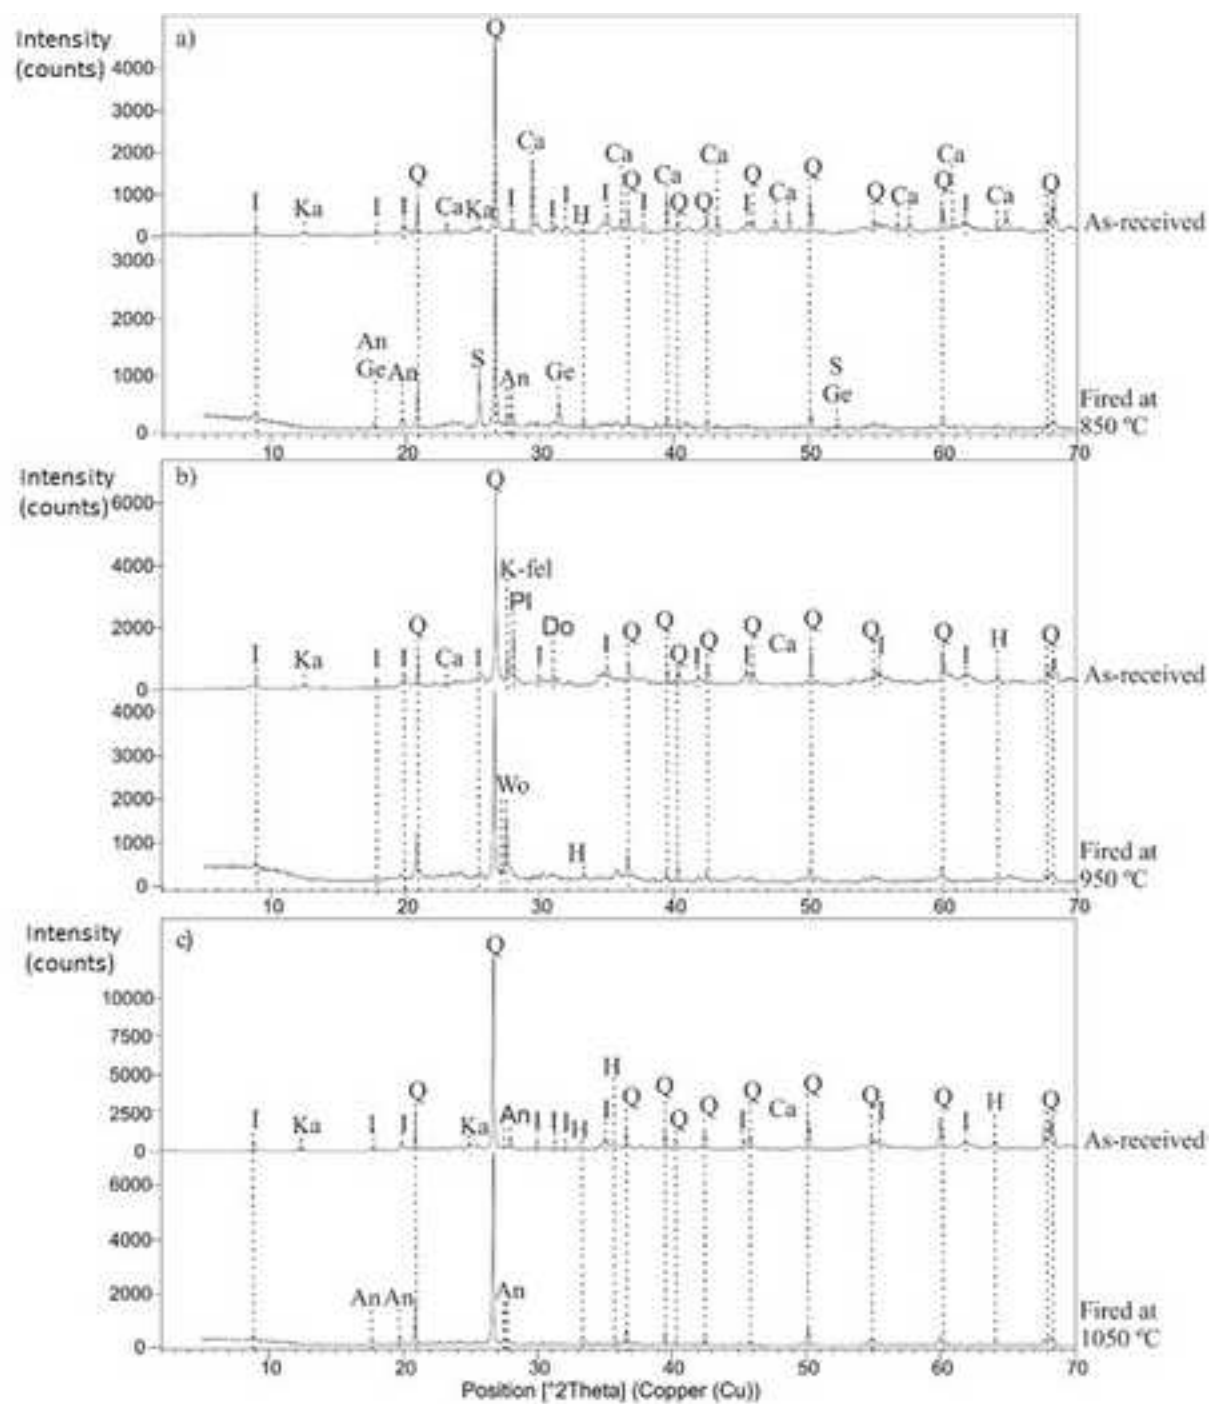 Intensity
(counts)
a)
Q
4000
3000
2000
1000
0
I Ka I I Q Ca Ka I Ca I I H I Ca Q I Ca Q Q Ca I Q Ca Q Q Ca Q Ca I Ca Q
As-received
3000
2000
1000
0
An
Ge An S An Ge S
Ge
Fired at
850 ºC
10 20 30 40 50 60 70
Intensity
(counts)
b)
Q
6000
4000
2000
0
I Ka I I Q Ca I K-fel Pl I Do I Q Q Q I Q I Q Ca Q Q I Q I H Q
As-received
4000
3000
2000
1000
0
Wo
H
Fired at
950 ºC
10 20 30 40 50 60 70
Intensity
(counts)
c)
Q
10000
7500
5000
2500
0
I Ka I I Q Ka An I I I H I H Q Q Q Q I Q Ca Q Q I Q I H Q
As-received
6000
4000
2000
0
An An An
Fired at
1050 ºC
10 20 30 40 50 60 70
Position [°2Theta] (Copper (Cu))